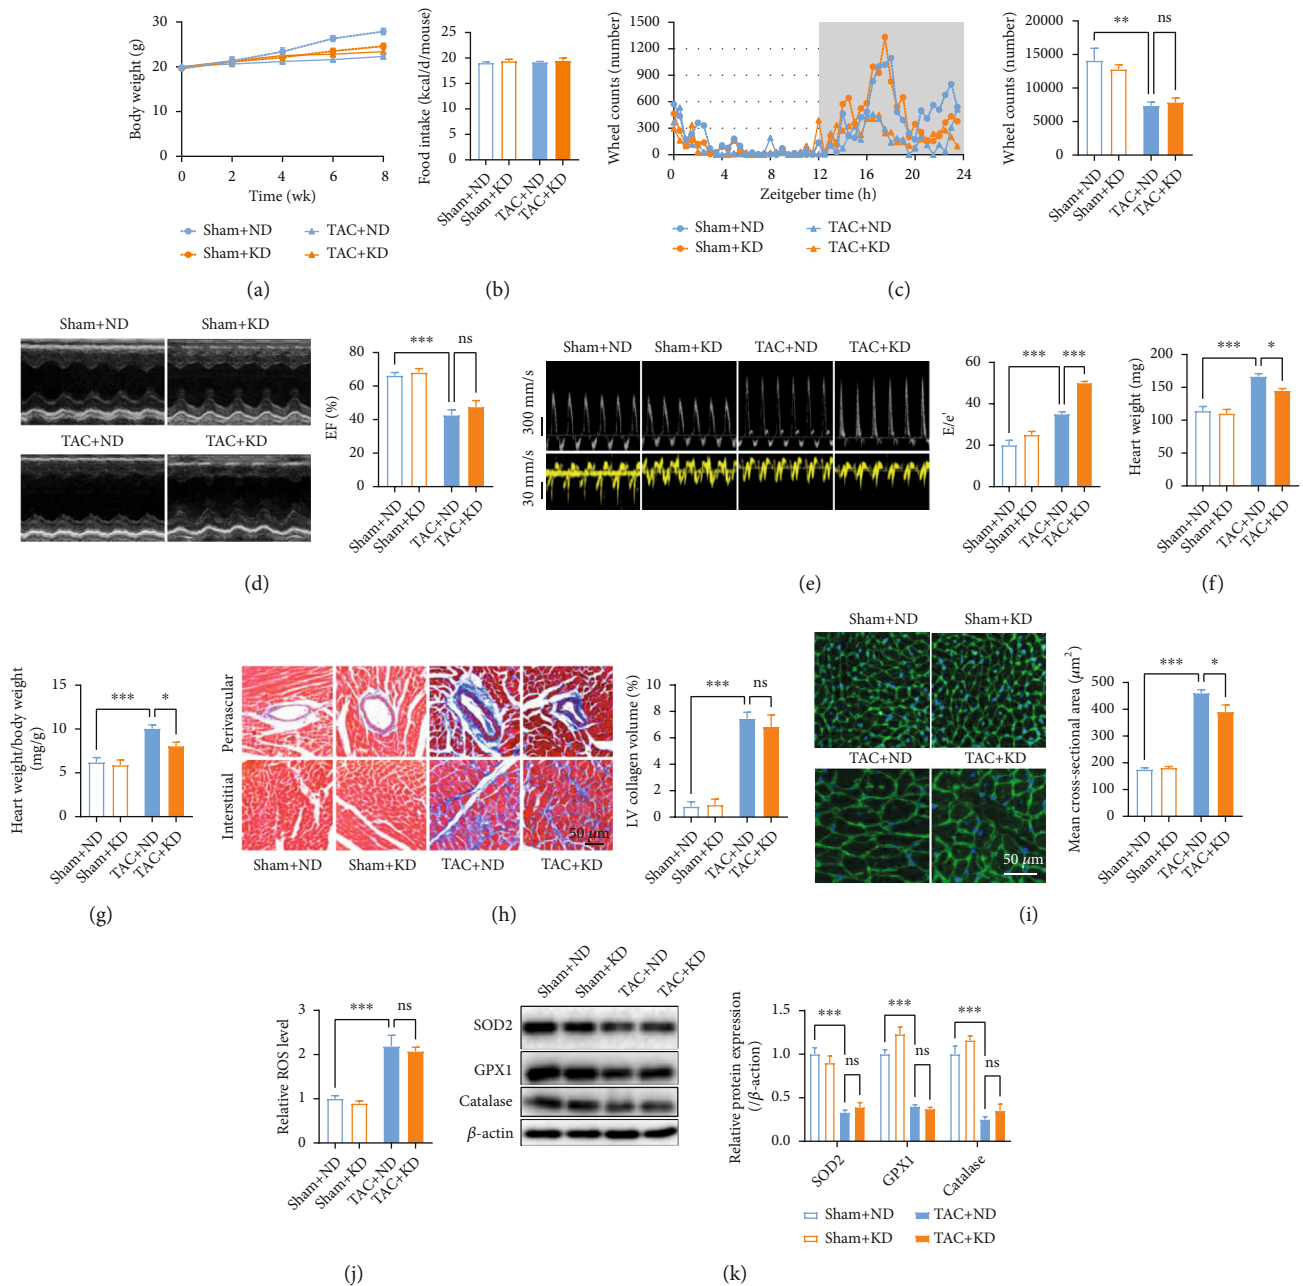 Body weight (g)
30
20
10
0
0 2 4 6 8
Time (wk)
Sham+ND TAC+ND
Sham+KD TAC+KD
(a)
Food intake (kcal/d/mouse)
25
20
15
10
5
0
Sham+ND
Sham+KD
TAC+ND
TAC+KD
(b)
Wheel counts (number)
1500
1200
900
600
300
0
0 4 8 12 16 20 24
Zeitgeber time (h)
Sham+ND TAC+ND
Sham+KD TAC+KD
Wheel counts (number)
20000
15000
10000
5000
0
** ns
Sham+ND
Sham+KD
TAC+ND
TAC+KD
(c)
Sham+ND Sham+KD
TAC+ND TAC+KD
EF (%)
80
60
40
20
0
*** ns
Sham+ND
Sham+KD
TAC+ND
TAC+KD
(d)
Sham+ND Sham+KD TAC+ND TAC+KD
300 mm/s
30 mm/s
E/e'
60
40
20
0
*** ***
Sham+ND
Sham+KD
TAC+ND
TAC+KD
(e)
Heart weight (mg)
200
150
100
50
0
*** *
Sham+ND
Sham+KD
TAC+ND
TAC+KD
(f)
Heart weight/body weight
(mg/g)
15
10
5
0
*** *
Sham+ND
Sham+KD
TAC+ND
TAC+KD
(g)
Perivascular
Interstitial
50 μm
Sham+ND Sham+KD TAC+ND TAC+KD
LV collagen volume (%)
10
8
6
4
2
0
*** ns
Sham+ND
Sham+KD
TAC+ND
TAC+KD
(h)
Sham+ND Sham+KD
TAC+ND TAC+KD
50 μm
Mean cross-sectional area (μm²)
500
400
300
200
100
0
*** *
Sham+ND
Sham+KD
TAC+ND
TAC+KD
(i)
Relative ROS level
3
2
1
0
*** ns
Sham+ND
Sham+KD
TAC+ND
TAC+KD
(j)
Sham+ND
Sham+KD
TAC+ND
TAC+KD
SOD2
GPX1
Catalase
β-actin
Relative protein expression
(/β-action)
1.5
1.0
0.5
0.0
*** *** ***
ns ns ns
SOD2
GPX1
Catalase
Sham+ND TAC+ND
Sham+KD TAC+KD
(k)